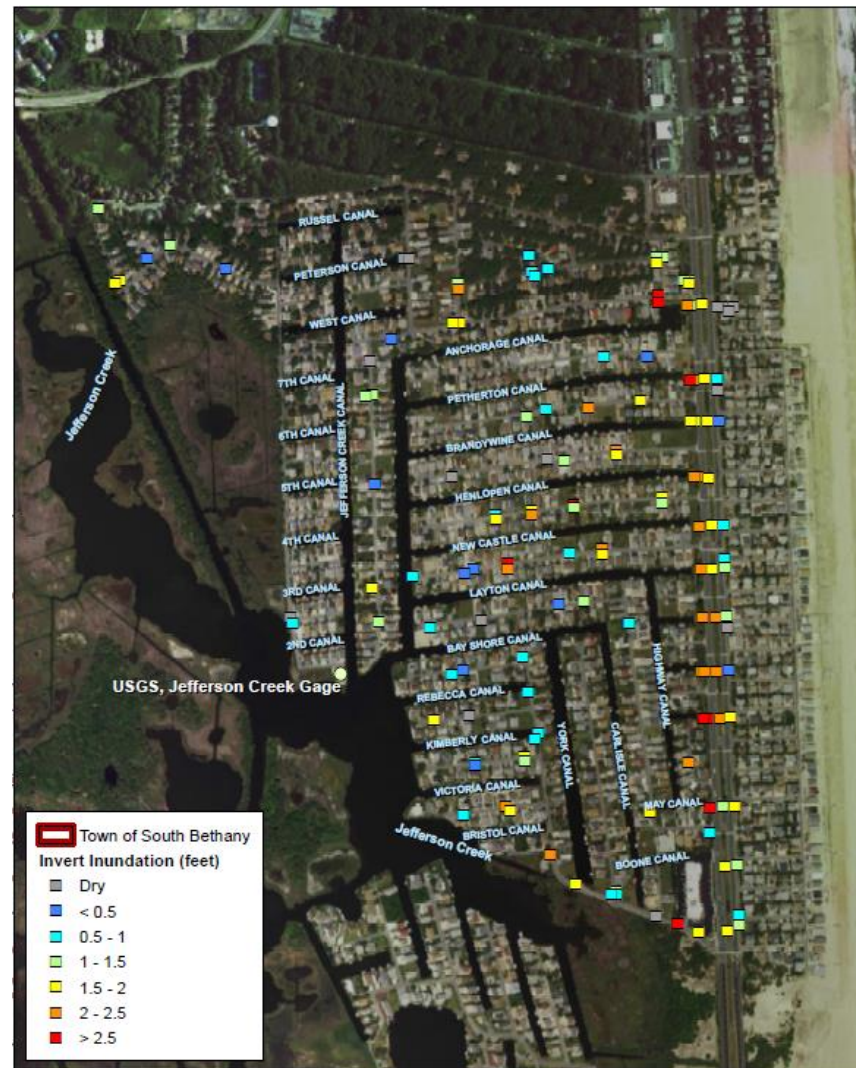 RUSSEL CANAL
PETERSON CANAL
WEST CANAL
ANCHORAGE CANAL
7TH CANAL
PETHERTON CANAL
Jefferson Creek
6TH CANAL
BRANDYWINE CANAL
JEFFERSON CREEK CANAL
5TH CANAL
HENLOPEN CANAL
4TH CANAL
NEW CASTLE CANAL
3RD CANAL
LAYTON CANAL
2ND CANAL
BAY SHORE CANAL
HIGHWAY CANAL
USGS, Jefferson Creek Gage
REBECCA CANAL
YORK CANAL
CARLISLE CANAL
KIMBERLY CANAL
VICTORIA CANAL
MAY CANAL
BRISTOL CANAL
Jefferson Creek
BOONE CANAL
Town of South Bethany
Invert Inundation (feet)
Dry
< 0.5
0.5 - 1
1 - 1.5
1.5 - 2
2 - 2.5
> 2.5